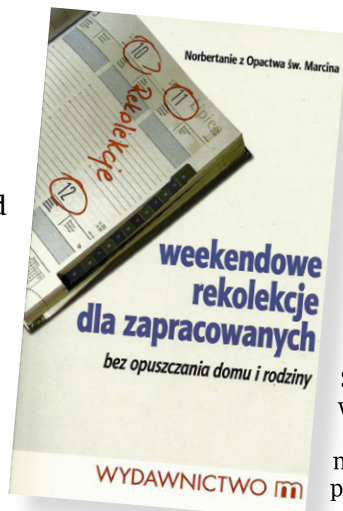 Norbertanie z Opactwa św. Marcina
10
11
12
Rekolekcje
weekendowe
rekolekcje
dla zapracowanych
bez opuszczania domu i rodziny
WYDAWNICTWO m